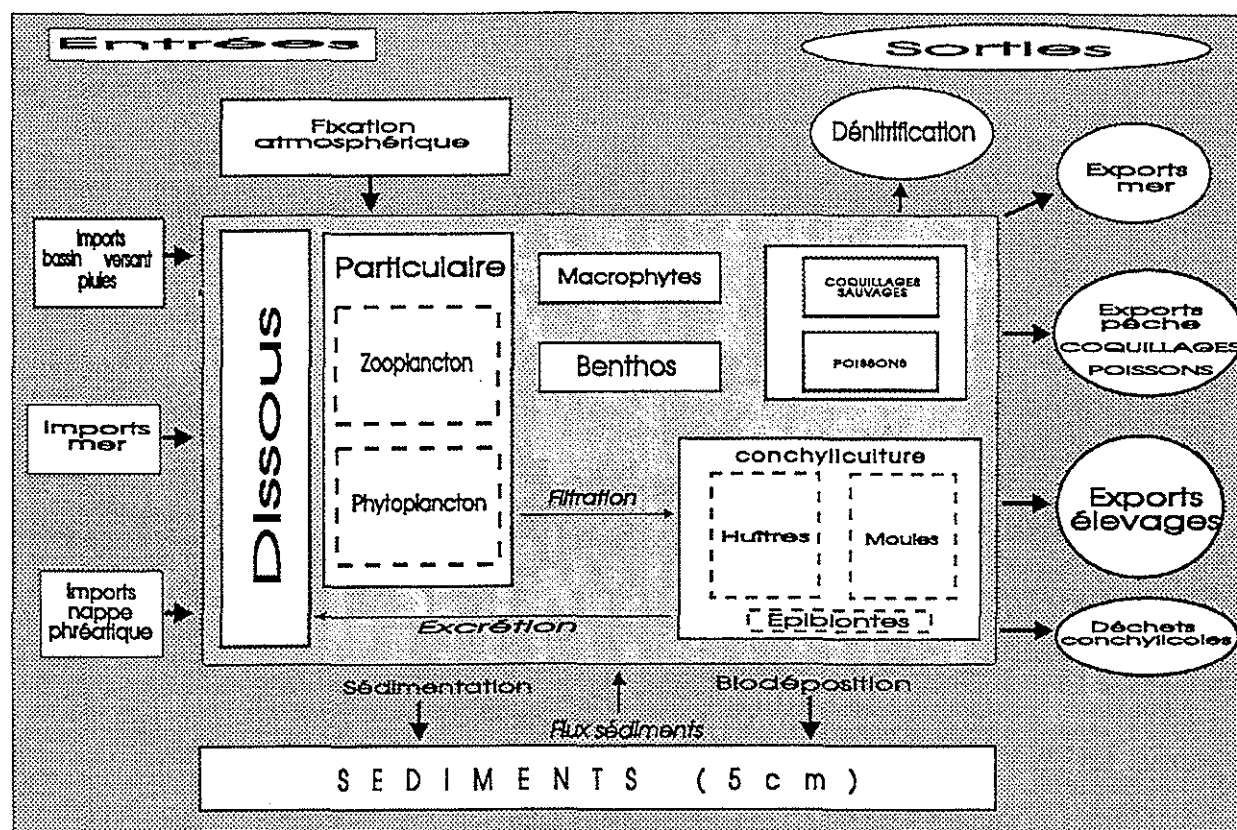 Entrées
Sorties
Fixation
atmosphérique
Dénitrification
Exports
mer
Imports
bassin versant
pluies
Dissous
Particulaire
Zooplancton
Phytoplancton
Macrophytes
Benthos
COQUILLAGES
SAUVAGES
POISSONS
Exports
pêche
COQUILLAGES
POISSONS
Imports
mer
conchyliculture
Filtration
Huîtres
Moules
Epibiontes
Exports
élevages
Imports
nappe
phréatique
Excrétion
Déchets
conchylicoles
Sédimentation
Biodéposition
Flux sédiments
SEDIMENTS (5cm)